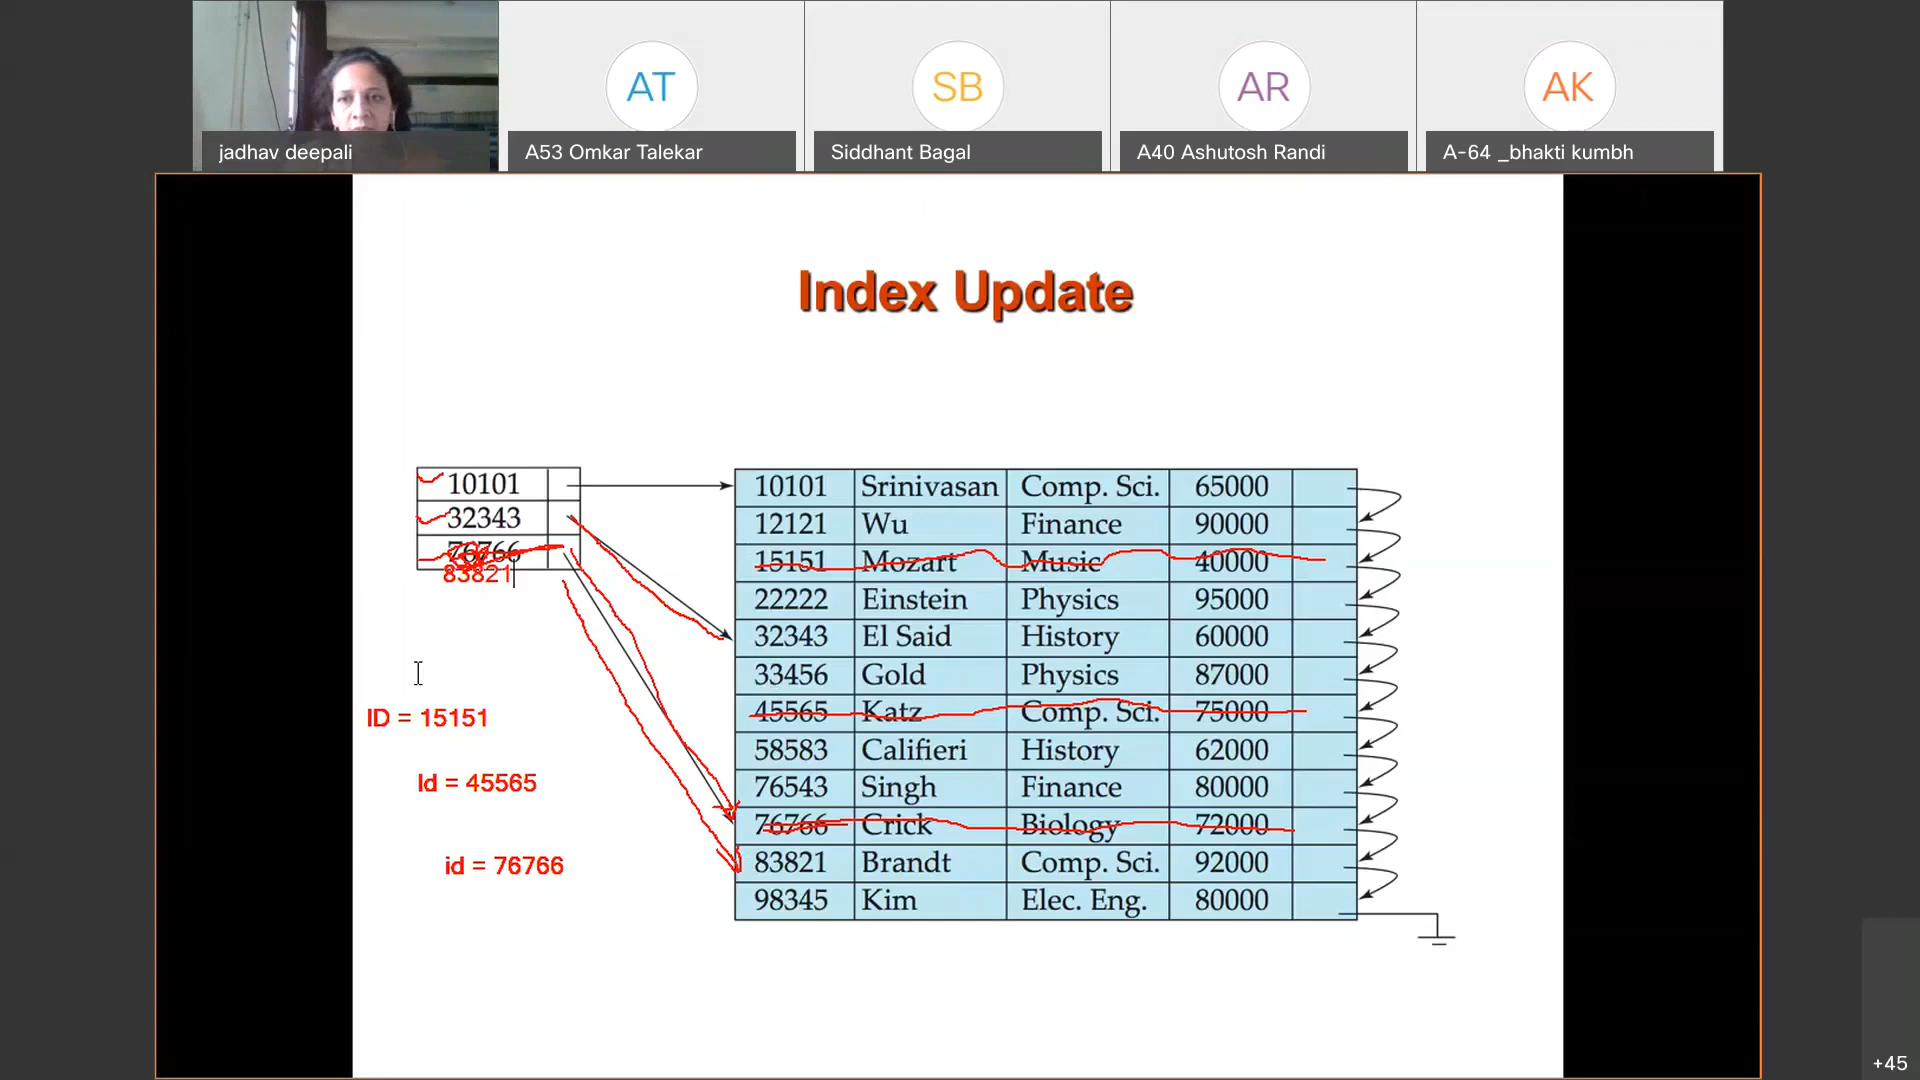 AT SB AR AK
jadhav deepali A53 Omkar Talekar Siddhant Bagal A40 Ashutosh Randi A-64 _bhakti kumbh
Index Update
10101
32343
76766
83821
ID = 15151
Id = 45565
id = 76766
10101 Srinivasan Comp. Sci. 65000
12121 Wu Finance 90000
15151 Mozart Music 40000
22222 Einstein Physics 95000
32343 El Said History 60000
33456 Gold Physics 87000
45565 Katz Comp. Sci. 75000
58583 Califieri History 62000
76543 Singh Finance 80000
76766 Crick Biology 72000
83821 Brandt Comp. Sci. 92000
98345 Kim Elec. Eng. 80000
+45